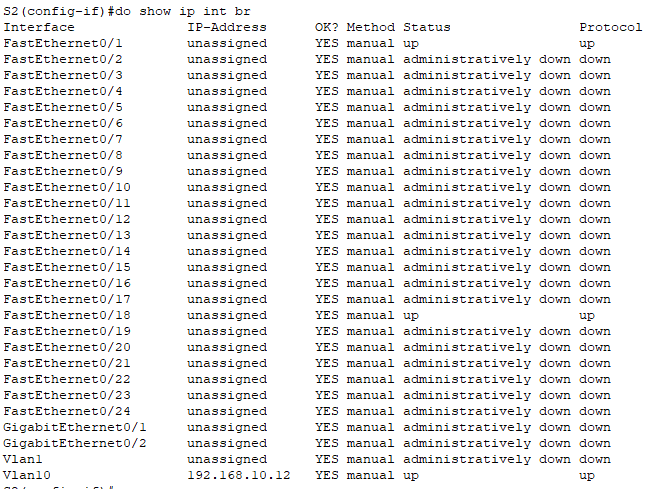 S2(config-if)#do show ip int br
Interface              IP-Address      OK? Method Status                Protocol
FastEthernet0/1        unassigned      YES manual up                    up
FastEthernet0/2        unassigned      YES manual administratively down down
FastEthernet0/3        unassigned      YES manual administratively down down
FastEthernet0/4        unassigned      YES manual administratively down down
FastEthernet0/5        unassigned      YES manual administratively down down
FastEthernet0/6        unassigned      YES manual administratively down down
FastEthernet0/7        unassigned      YES manual administratively down down
FastEthernet0/8        unassigned      YES manual administratively down down
FastEthernet0/9        unassigned      YES manual administratively down down
FastEthernet0/10       unassigned      YES manual administratively down down
FastEthernet0/11       unassigned      YES manual administratively down down
FastEthernet0/12       unassigned      YES manual administratively down down
FastEthernet0/13       unassigned      YES manual administratively down down
FastEthernet0/14       unassigned      YES manual administratively down down
FastEthernet0/15       unassigned      YES manual administratively down down
FastEthernet0/16       unassigned      YES manual administratively down down
FastEthernet0/17       unassigned      YES manual administratively down down
FastEthernet0/18       unassigned      YES manual up                    up
FastEthernet0/19       unassigned      YES manual administratively down down
FastEthernet0/20       unassigned      YES manual administratively down down
FastEthernet0/21       unassigned      YES manual administratively down down
FastEthernet0/22       unassigned      YES manual administratively down down
FastEthernet0/23       unassigned      YES manual administratively down down
FastEthernet0/24       unassigned      YES manual administratively down down
GigabitEthernet0/1     unassigned      YES manual administratively down down
GigabitEthernet0/2     unassigned      YES manual administratively down down
Vlan1                  unassigned      YES manual administratively down down
Vlan10                 192.168.10.12   YES manual up                    up
S2(config-if)#